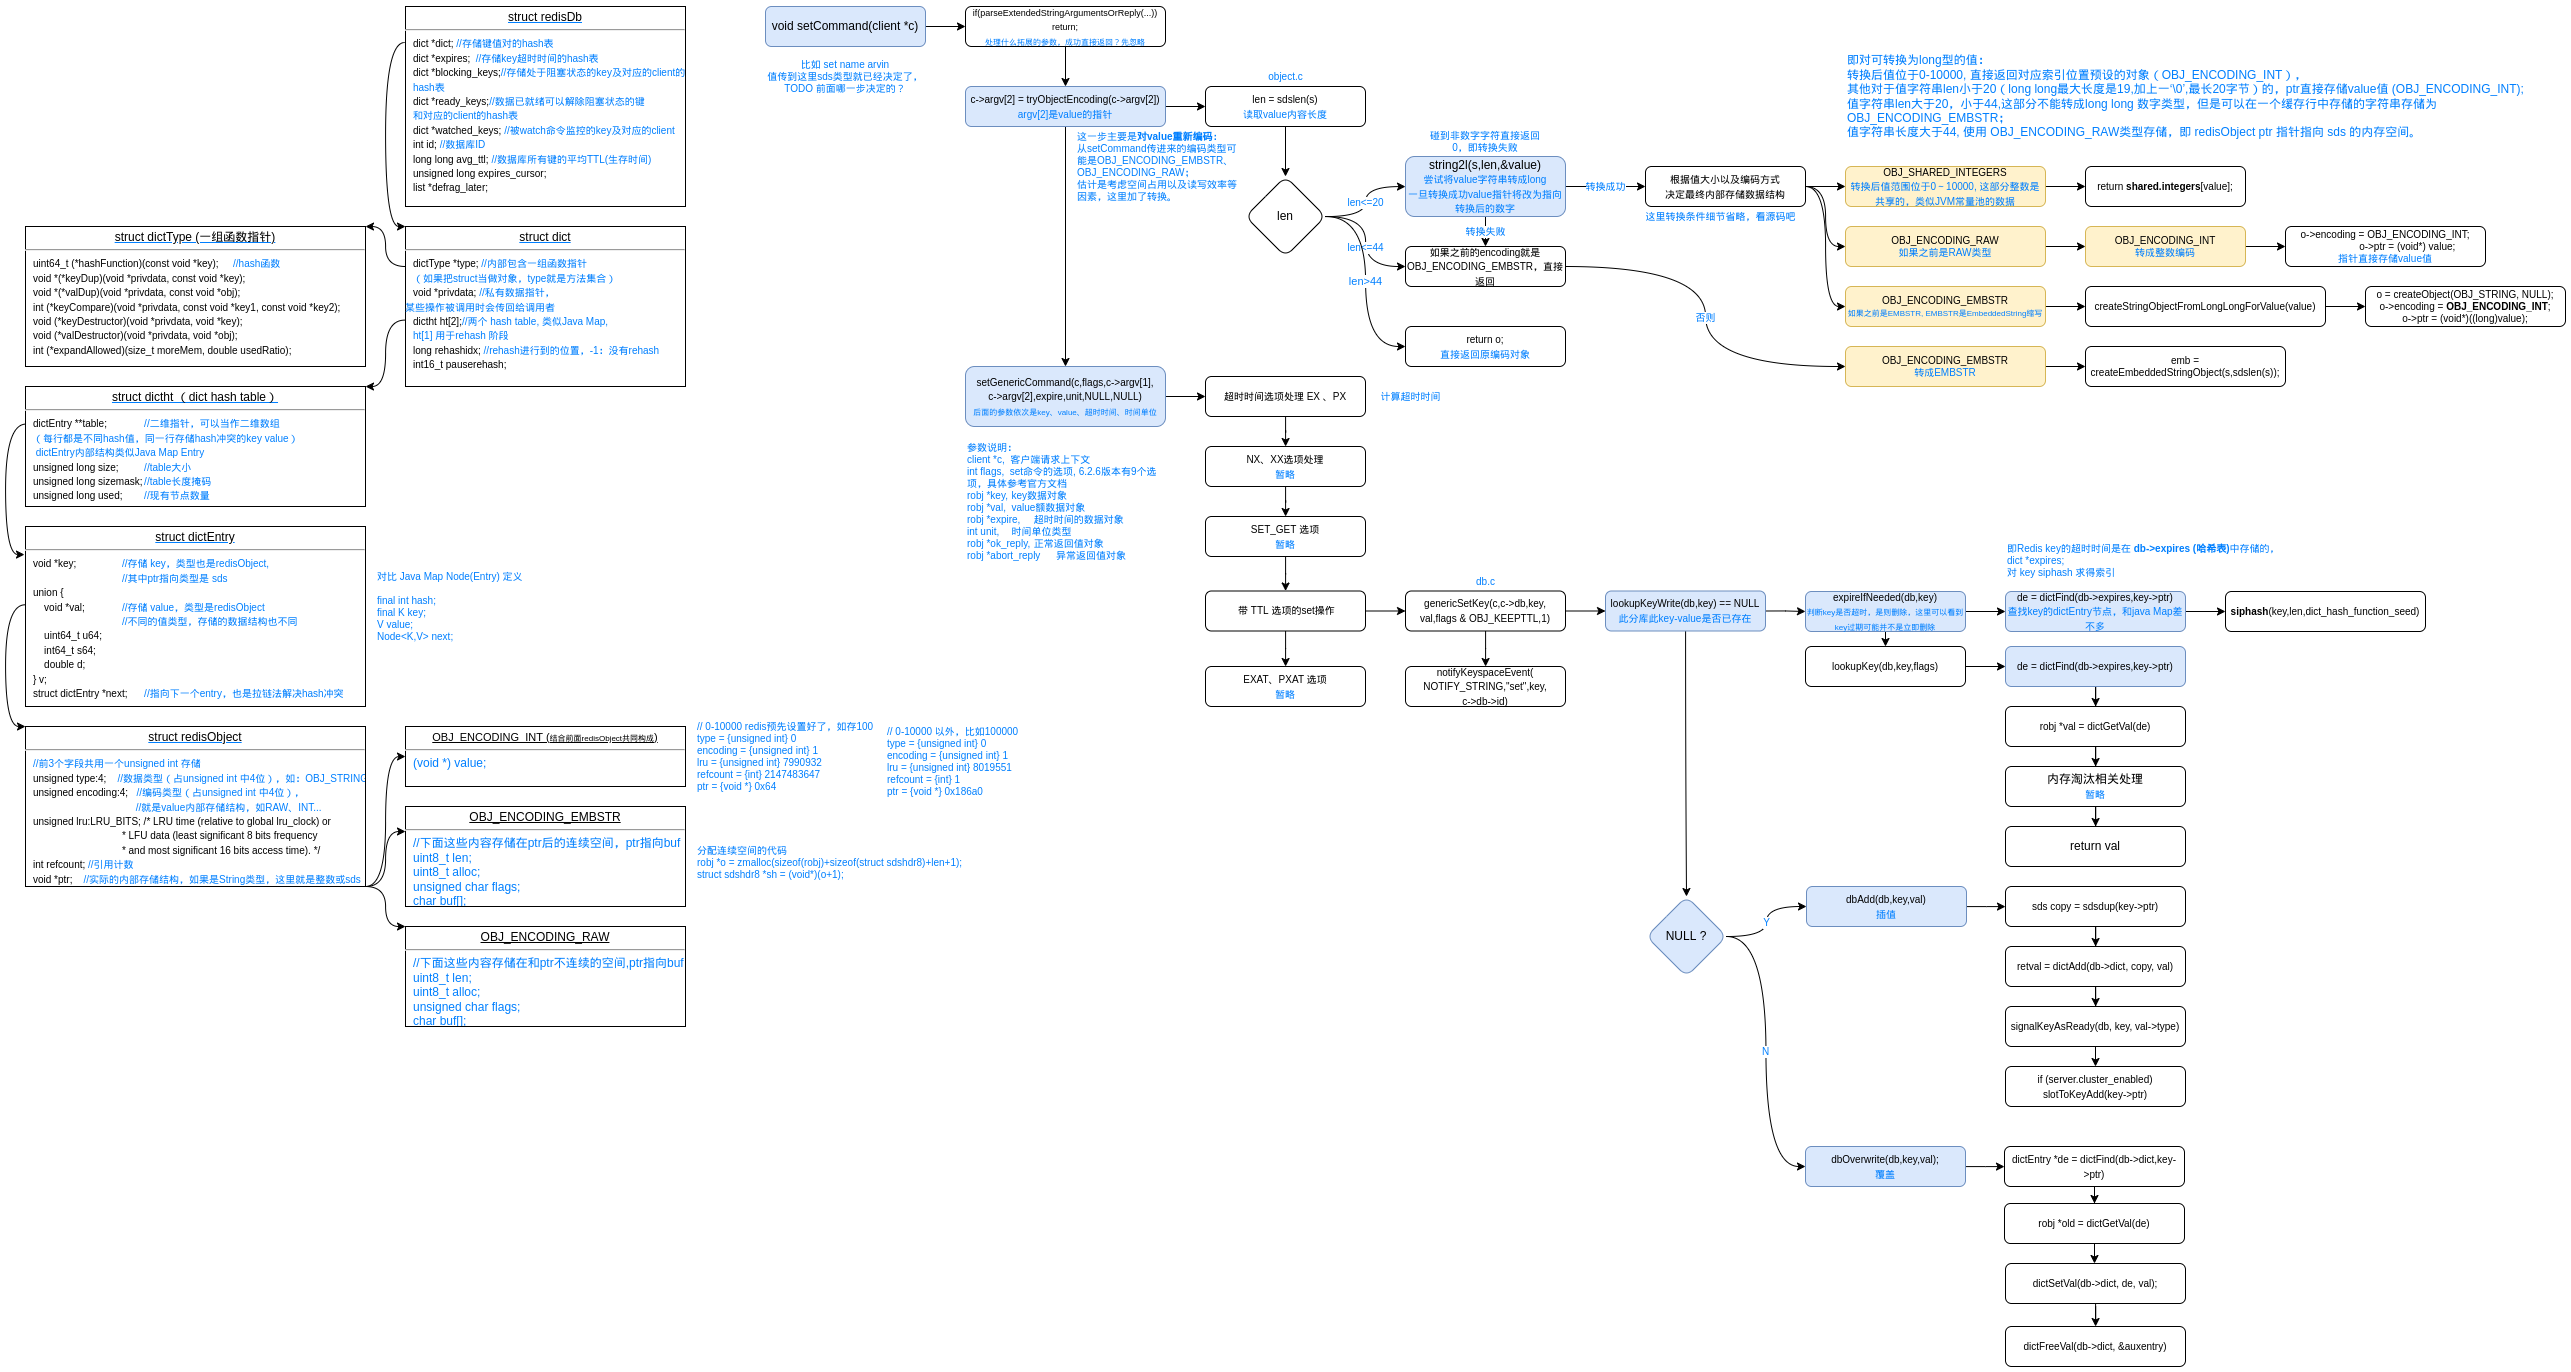 struct redisDb
dict *dict; //存储键值对的hash表
dict *expires;  //存储key超时时间的hash表
dict *blocking_keys;//存储处于阻塞状态的key及对应的client的
hash表
dict *ready_keys;//数据已就绪可以解除阻塞状态的键
和对应的client的hash表
dict *watched_keys; //被watch命令监控的key及对应的client
int id; //数据库ID
long long avg_ttl; //数据库所有键的平均TTL(生存时间)
unsigned long expires_cursor;
list *defrag_later;
struct dictType (一组函数指针)
uint64_t (*hashFunction)(const void *key);     //hash函数
void *(*keyDup)(void *privdata, const void *key);
void *(*valDup)(void *privdata, const void *obj);
int (*keyCompare)(void *privdata, const void *key1, const void *key2);
void (*keyDestructor)(void *privdata, void *key);
void (*valDestructor)(void *privdata, void *obj);
int (*expandAllowed)(size_t moreMem, double usedRatio);
struct dict
dictType *type; //内部包含一组函数指针
（如果把struct当做对象，type就是方法集合）
void *privdata; //私有数据指针，
某些操作被调用时会传回给调用者
dictht ht[2];//两个 hash table, 类似Java Map,
ht[1] 用于rehash 阶段
long rehashidx; //rehash进行到的位置，-1：没有rehash
int16_t pauserehash;
struct dictht （dict hash table）
dictEntry **table;             //二维指针，可以当作二维数组
（每行都是不同hash值，同一行存储hash冲突的key value）
dictEntry内部结构类似Java Map Entry
unsigned long size;         //table大小
unsigned long sizemask;//table长度掩码
unsigned long used;        //现有节点数量
struct dictEntry
void *key;                //存储 key，类型也是redisObject,
//其中ptr指向类型是 sds
union {
void *val;             //存储 value，类型是redisObject
//不同的值类型，存储的数据结构也不同
uint64_t u64;
int64_t s64;
double d;
} v;
struct dictEntry *next;      //指向下一个entry，也是拉链法解决hash冲突
对比 Java Map Node(Entry) 定义
final int hash;
final K key;
V value;
Node<K,V> next;
struct redisObject
//前3个字段共用一个unsigned int 存储
unsigned type:4;    //数据类型（占unsigned int 中4位），如：OBJ_STRING
unsigned encoding:4;   //编码类型（占unsigned int 中4位），
//就是value内部存储结构，如RAW、INT...
unsigned lru:LRU_BITS; /* LRU time (relative to global lru_clock) or
* LFU data (least significant 8 bits frequency
* and most significant 16 bits access time). */
int refcount; //引用计数
void *ptr;    //实际的内部存储结构，如果是String类型，这里就是整数或sds
OBJ_ENCODING_INT (结合前面redisObject共同构成)
(void *) value;
// 0-10000 redis预先设置好了，如存100
type = {unsigned int} 0
encoding = {unsigned int} 1
lru = {unsigned int} 7990932
refcount = {int} 2147483647
ptr = {void *} 0x64
// 0-10000 以外，比如100000
type = {unsigned int} 0
encoding = {unsigned int} 1
lru = {unsigned int} 8019551
refcount = {int} 1
ptr = {void *} 0x186a0
OBJ_ENCODING_EMBSTR
//下面这些内容存储在ptr后的连续空间，ptr指向buf
uint8_t len;
uint8_t alloc;
unsigned char flags;
char buf[];
分配连续空间的代码
robj *o = zmalloc(sizeof(robj)+sizeof(struct sdshdr8)+len+1);
struct sdshdr8 *sh = (void*)(o+1);
OBJ_ENCODING_RAW
//下面这些内容存储在和ptr不连续的空间,ptr指向buf
uint8_t len;
uint8_t alloc;
unsigned char flags;
char buf[];
void setCommand(client *c)
比如 set name arvin
值传到这里sds类型就已经决定了，
TODO 前面哪一步决定的？
if(parseExtendedStringArgumentsOrReply(...))
return;
处理什么拓展的参数，成功直接返回？先忽略
c->argv[2] = tryObjectEncoding(c->argv[2])
argv[2]是value的指针
这一步主要是对value重新编码：
从setCommand传进来的编码类型可
能是OBJ_ENCODING_EMBSTR、
OBJ_ENCODING_RAW；
估计是考虑空间占用以及读写效率等
因素，这里加了转换。
object.c
len = sdslen(s)
读取value内容长度
len
len<=20
len<=44
len>44
碰到非数字字符直接返回
0，即转换失败
string2l(s,len,&value)
尝试将value字符串转成long
一旦转换成功value指针将改为指向
转换后的数字
转换失败
如果之前的encoding就是
OBJ_ENCODING_EMBSTR，直接
返回
return o;
直接返回原编码对象
转换成功
根据值大小以及编码方式
决定最终内部存储数据结构
这里转换条件细节省略，看源码吧
否则
即对可转换为long型的值：
转换后值位于0-10000, 直接返回对应索引位置预设的对象（OBJ_ENCODING_INT），
其他对于值字符串len小于20（long long最大长度是19,加上一'\0',最长20字节）的，ptr直接存储value值 (OBJ_ENCODING_INT);
值字符串len大于20，小于44,这部分不能转成long long 数字类型，但是可以在一个缓存行中存储的字符串存储为
OBJ_ENCODING_EMBSTR；
值字符串长度大于44, 使用 OBJ_ENCODING_RAW类型存储，即 redisObject ptr 指针指向 sds 的内存空间。
OBJ_SHARED_INTEGERS
转换后值范围位于0－10000, 这部分整数是
共享的，类似JVM常量池的数据
return shared.integers[value];
OBJ_ENCODING_RAW
如果之前是RAW类型
OBJ_ENCODING_INT
转成整数编码
o->encoding = OBJ_ENCODING_INT;
o->ptr = (void*) value;
指针直接存储value值
OBJ_ENCODING_EMBSTR
如果之前是EMBSTR, EMBSTR是EmbeddedString缩写
createStringObjectFromLongLongForValue(value)
o = createObject(OBJ_STRING, NULL);
o->encoding = OBJ_ENCODING_INT;
o->ptr = (void*)((long)value);
OBJ_ENCODING_EMBSTR
转成EMBSTR
emb =
createEmbeddedStringObject(s,sdslen(s));
setGenericCommand(c,flags,c->argv[1],
c->argv[2],expire,unit,NULL,NULL)
后面的参数依次是key、value、超时时间、时间单位
参数说明：
client *c,  客户端请求上下文
int flags,  set命令的选项, 6.2.6版本有9个选
项，具体参考官方文档
robj *key, key数据对象
robj *val,  value额数据对象
robj *expire,     超时时间的数据对象
int unit,     时间单位类型
robj *ok_reply, 正常返回值对象
robj *abort_reply      异常返回值对象
超时时间选项处理 EX 、PX
计算超时时间
NX、XX选项处理
暂略
SET_GET 选项
暂略
带 TTL 选项的set操作
EXAT、PXAT 选项
暂略
db.c
genericSetKey(c,c->db,key,
val,flags & OBJ_KEEPTTL,1)
notifyKeyspaceEvent(
NOTIFY_STRING,"set",key,
c->db->id)
lookupKeyWrite(db,key) == NULL
此分库此key-value是否已存在
expireIfNeeded(db,key)
判断key是否超时，是则删除，这里可以看到
key过期可能并不是立即删除
即Redis key的超时时间是在 db->expires (哈希表)中存储的，
dict *expires;
对 key siphash 求得索引
de = dictFind(db->expires,key->ptr)
查找key的dictEntry节点，和java Map差
不多
siphash(key,len,dict_hash_function_seed)
lookupKey(db,key,flags)
de = dictFind(db->expires,key->ptr)
robj *val = dictGetVal(de)
内存淘汰相关处理
暂略
return val
NULL ?
Y
N
dbAdd(db,key,val)
插值
sds copy = sdsdup(key->ptr)
retval = dictAdd(db->dict, copy, val)
signalKeyAsReady(db, key, val->type)
if (server.cluster_enabled)
slotToKeyAdd(key->ptr)
dbOverwrite(db,key,val);
覆盖
dictEntry *de = dictFind(db->dict,key-
>ptr)
robj *old = dictGetVal(de)
dictSetVal(db->dict, de, val);
dictFreeVal(db->dict, &auxentry)